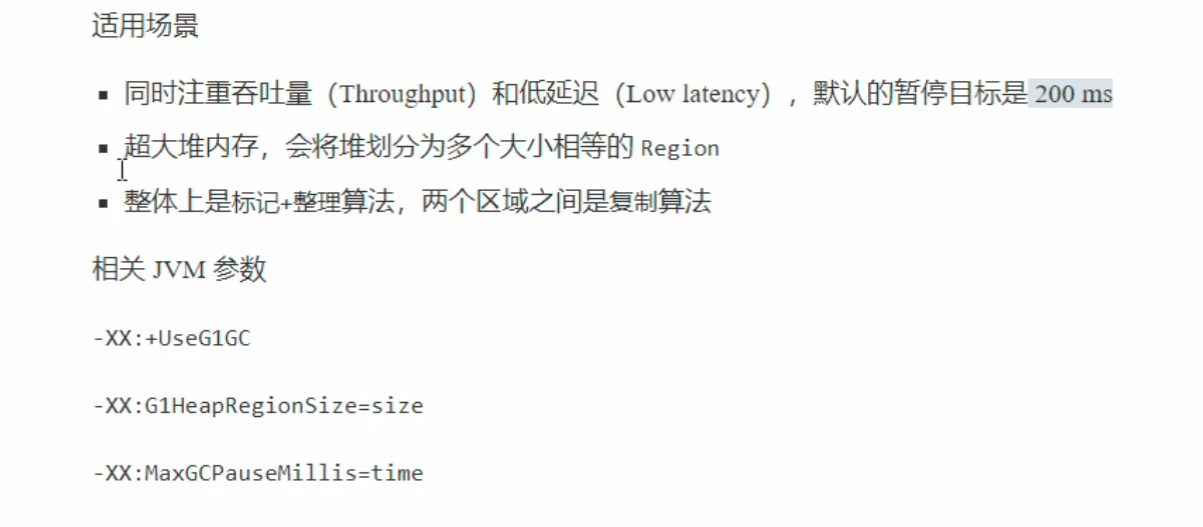 适用场景
▪ 同时注重吞吐量（Throughput）和低延迟（Low latency），默认的暂停目标是 200 ms
▪ 超大堆内存，会将堆划分为多个大小相等的 Region
▪ 整体上是标记+整理算法，两个区域之间是复制算法
相关 JVM 参数
-XX:+UseG1GC
-XX:G1HeapRegionSize=size
-XX:MaxGCPauseMillis=time